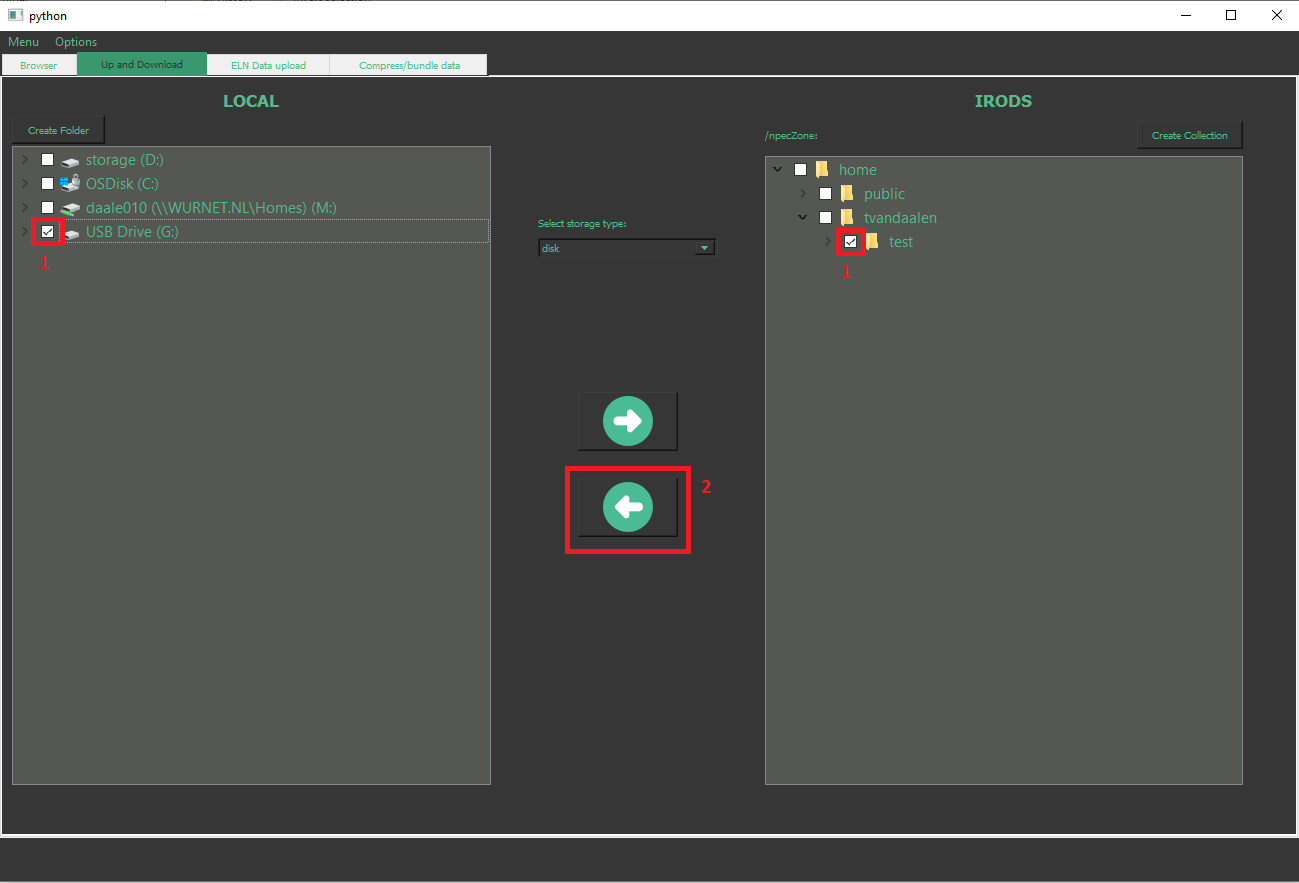 python
Menu Options
Browser Up and Download ELN Data upload Compress/bundle data
LOCAL
Create Folder
storage (D:)
OSDisk (C:)
daale010 (\\WURNET.NL\Homes) (M:)
USB Drive (G:)
1
Select storage type:
disk
2
IRODS
/npecZone:
Create Collection
home
public
tvandaalen
test
1